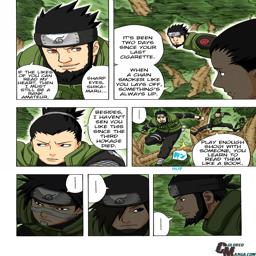 IT'S BEEN
TWO DAYS
SINCE YOUR
LAST
CIGARETTE.
WHEN
A CHAIN
SMOKER LIKE
YOU LAYS OFF,
SOMETHING'S
ALWAYS UP.
SHARP
EYES,
SHIKA-
MARU...
IF THE LIKES
OF YOU CAN
READ MY
HEART, THEN
I MUST
STILL BE
A RANK
AMATEUR.
BESIDES,
I HAVEN'T
SEN YOU LIKE
THIS SINCE
THE THIRD
HOKAGE
DIED.
PLAY ENOUGH
SHOGI WITH
SOMEONE, YOU
LEARN TO
READ THEM
LIKE A BOOK.
COLORED
MANGA.COM